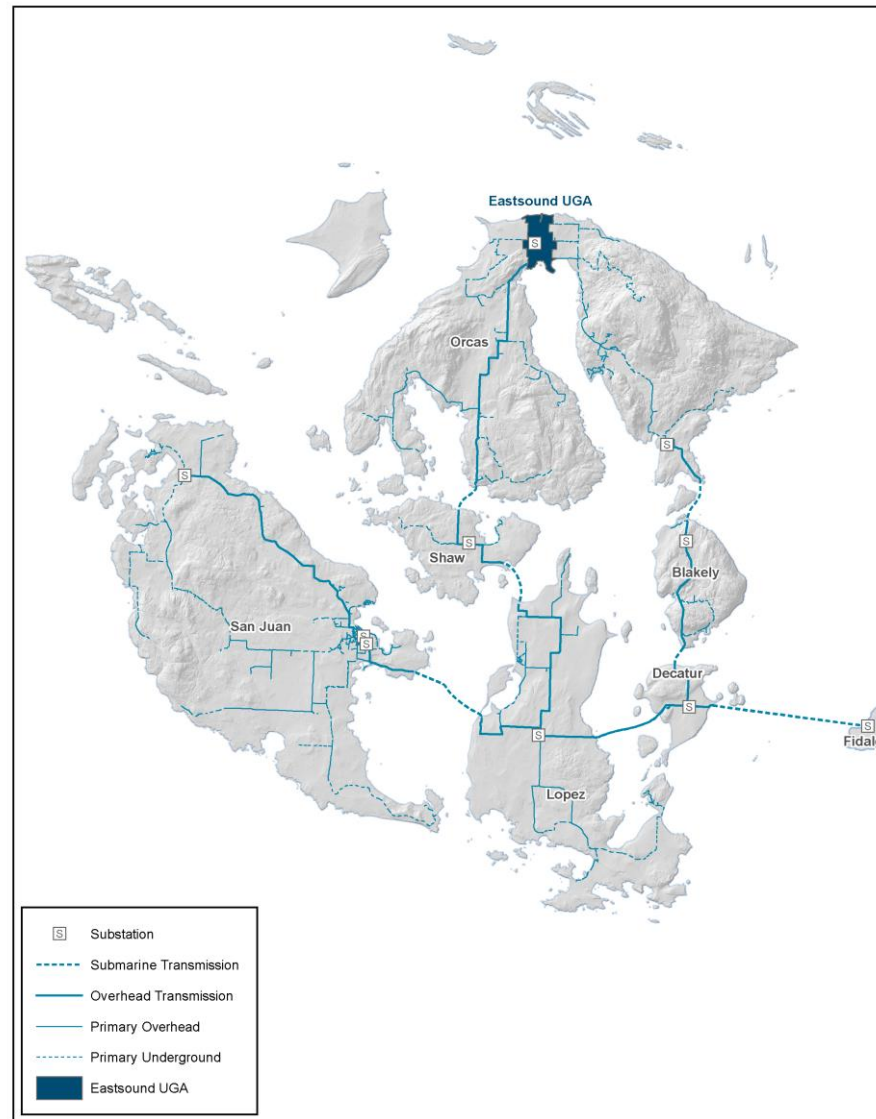 Eastsound UGA
S
Orcas
S
S
S
Shaw
S
Blakely
San Juan
S
S
Decatur
S
S
S
Fidalg
Lopez
S Substation
Submarine Transmission
Overhead Transmission
Primary Overhead
Primary Underground
Eastsound UGA